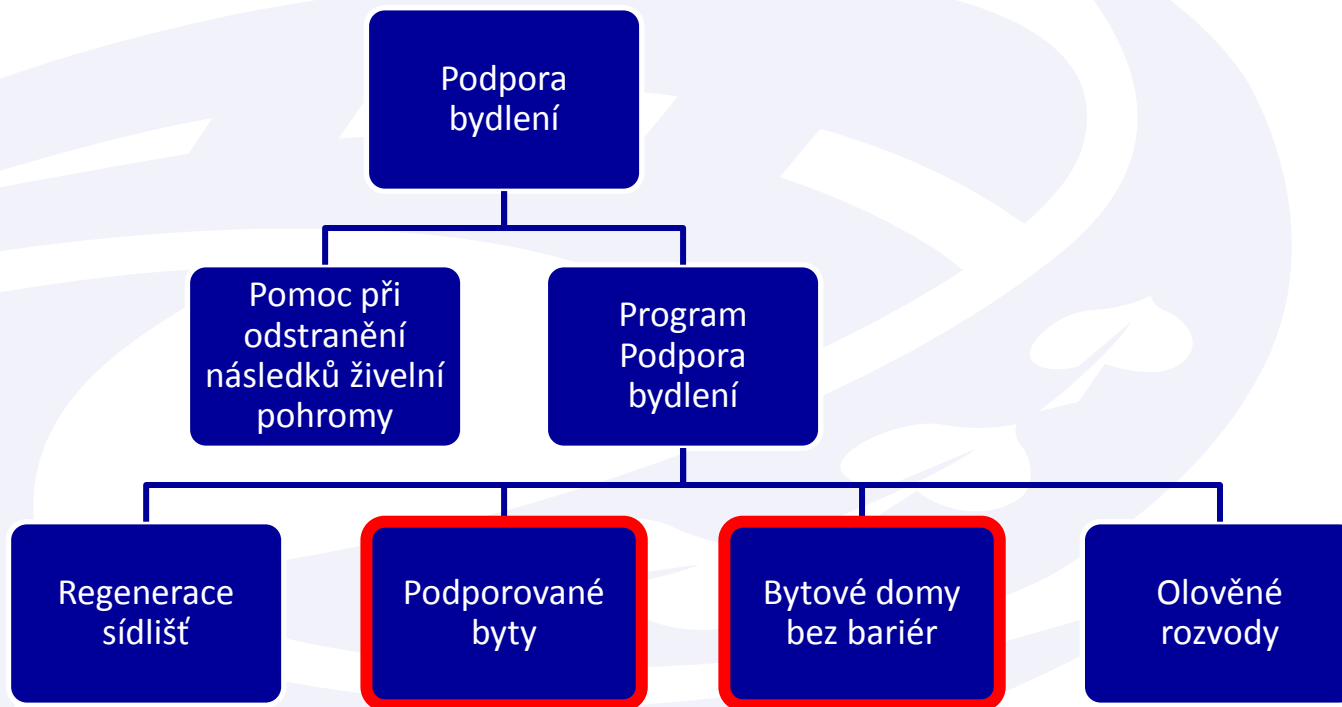 Podpora
bydlení
Pomoc při
odstranění
následků živelní
pohromy
Program
Podpora
bydlení
Regenerace
sídlišť
Podporované
byty
Bytové domy
bez bariér
Olověné
rozvody